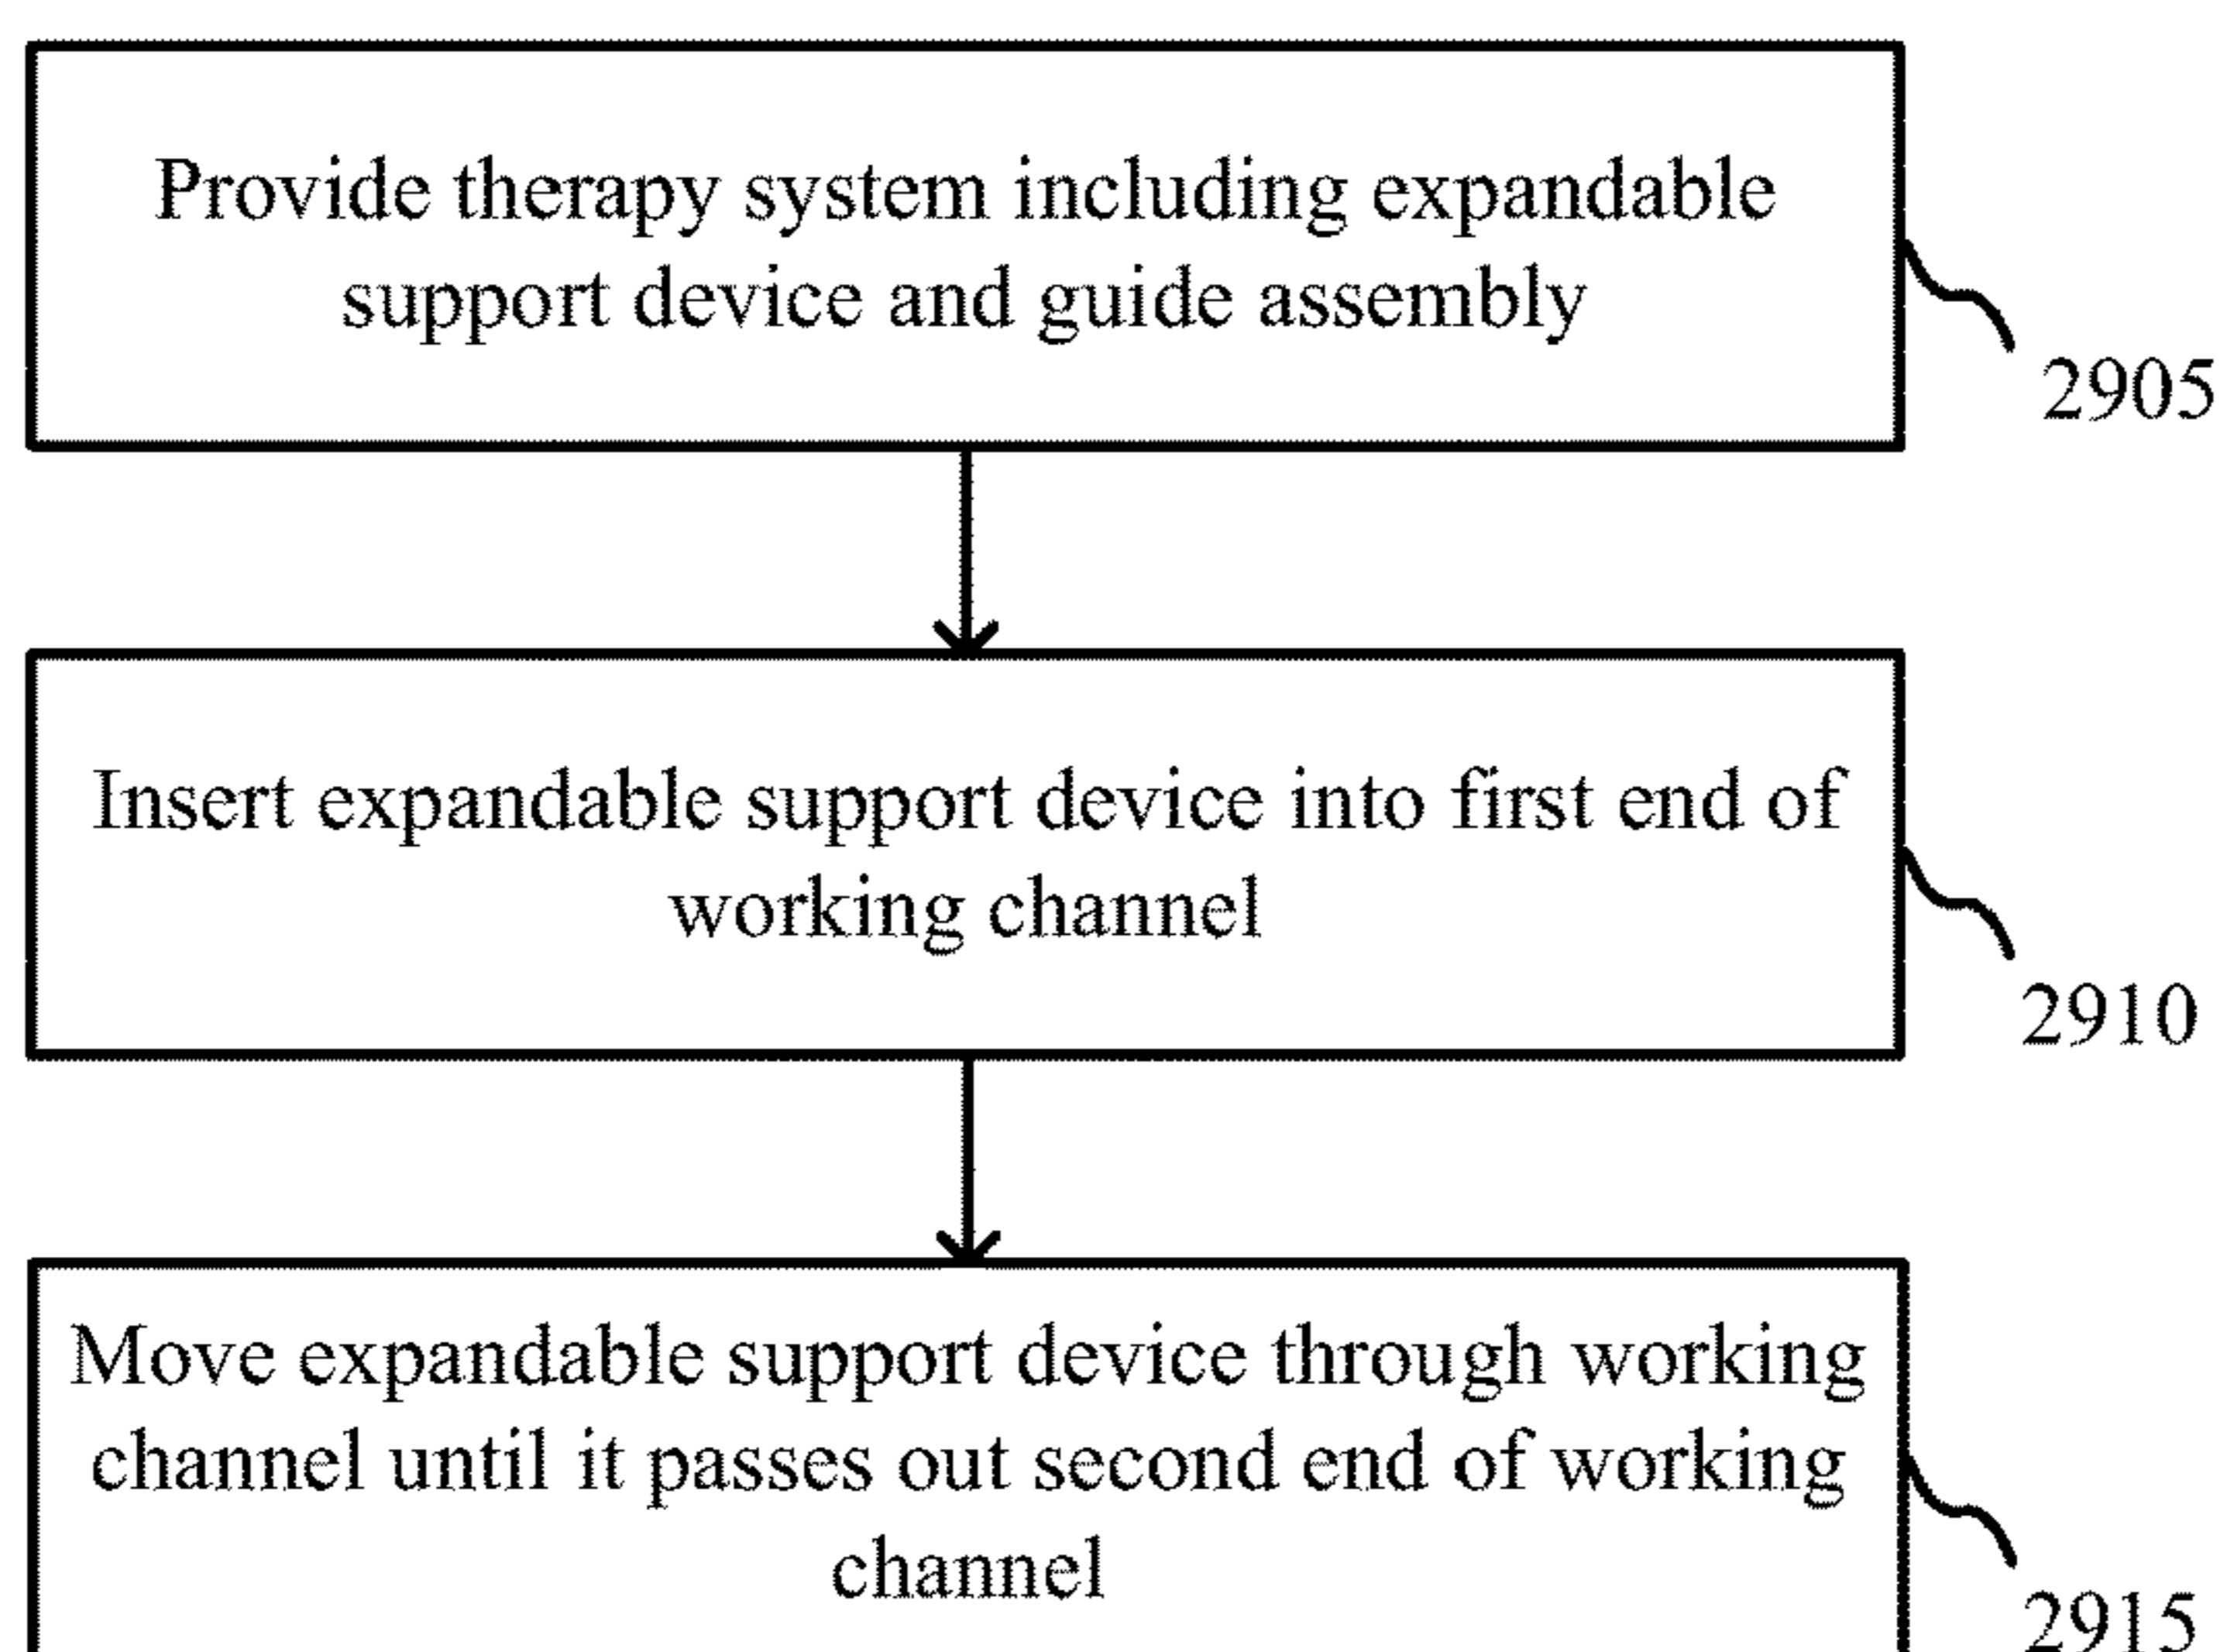 Provide therapy system including expandable
support device and guide assembly
2905
Insert expandable support device into first end of
working channel
2910
Move expandable support device through working
channel until it passes out second end of working
channel
2915